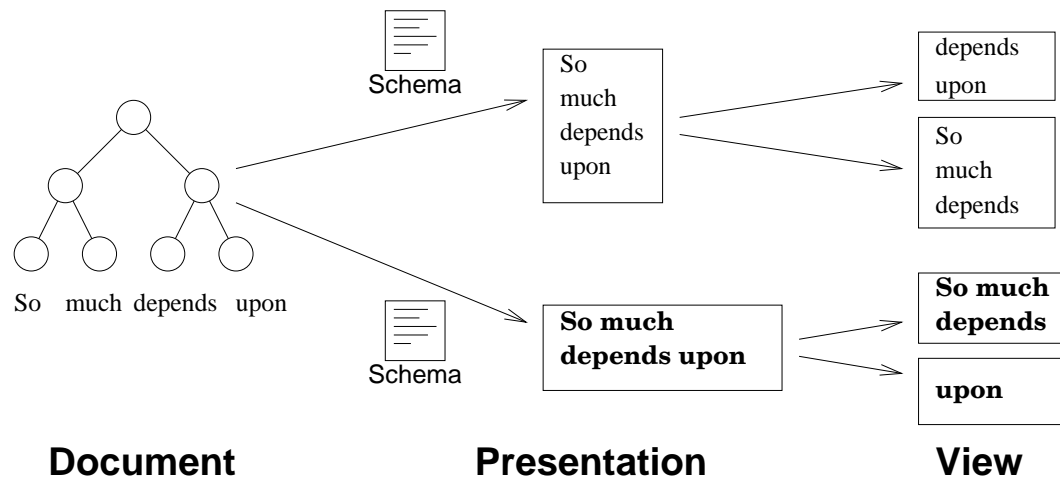 Schema
So
much
depends
upon
depends
upon
So
much
depends
So much depends upon
Schema
So much
depends upon
So much
depends
upon
Document Presentation View